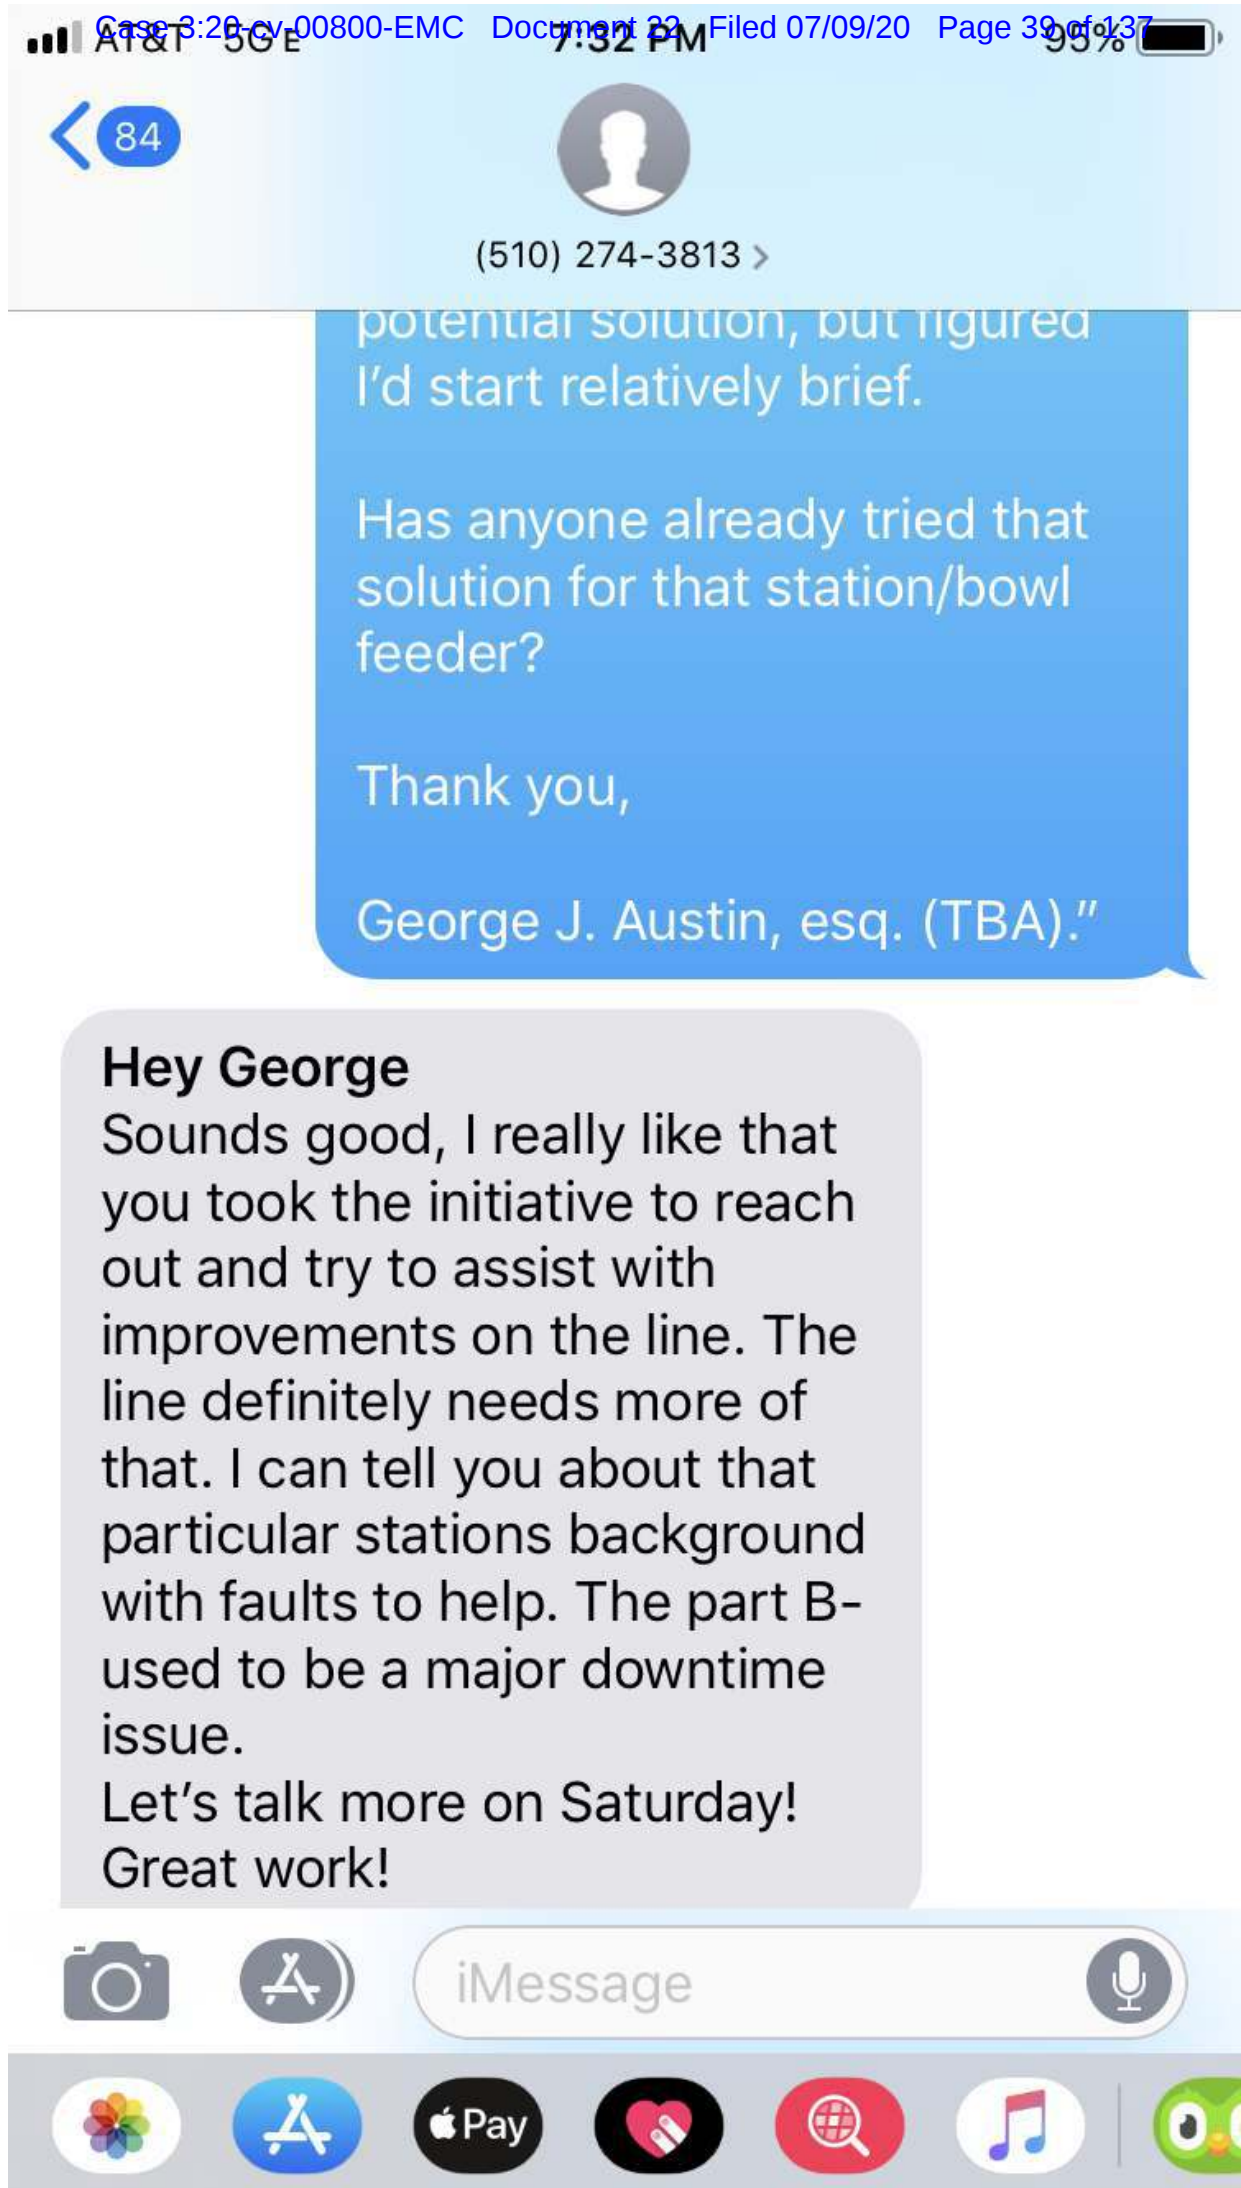 Case 3:20-cv-00800-EMC Document 22 Filed 07/09/20 Page 39 of 137
AT&T 5GE 7:32 PM 95%
84
(510) 274-3813 >
potential solution, but figured
I'd start relatively brief.
Has anyone already tried that
solution for that station/bowl
feeder?
Thank you,
George J. Austin, esq. (TBA)."
Hey George
Sounds good, I really like that
you took the initiative to reach
out and try to assist with
improvements on the line. The
line definitely needs more of
that. I can tell you about that
particular stations background
with faults to help. The part B-
used to be a major downtime
issue.
Let's talk more on Saturday!
Great work!
iMessage
Pay